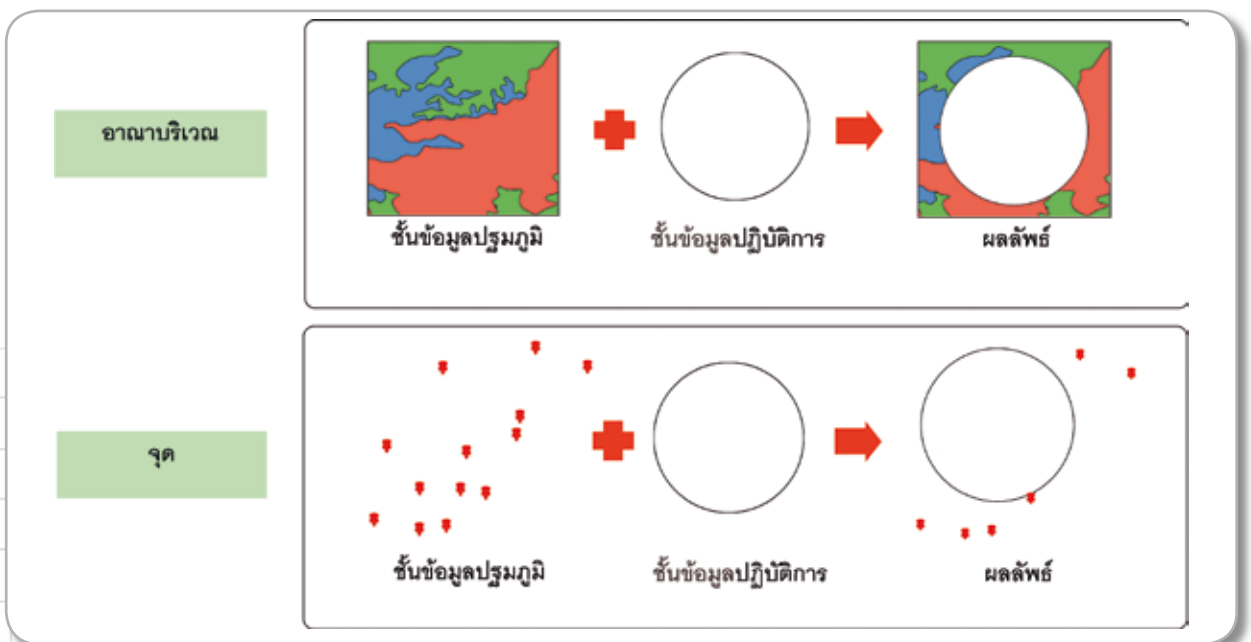 อาณาบริเวณ
ชั้นข้อมูลปฐมภูมิ
ชั้นข้อมูลปฏิบัติการ
ผลลัพธ์
จุด
ชั้นข้อมูลปฐมภูมิ
ชั้นข้อมูลปฏิบัติการ
ผลลัพธ์